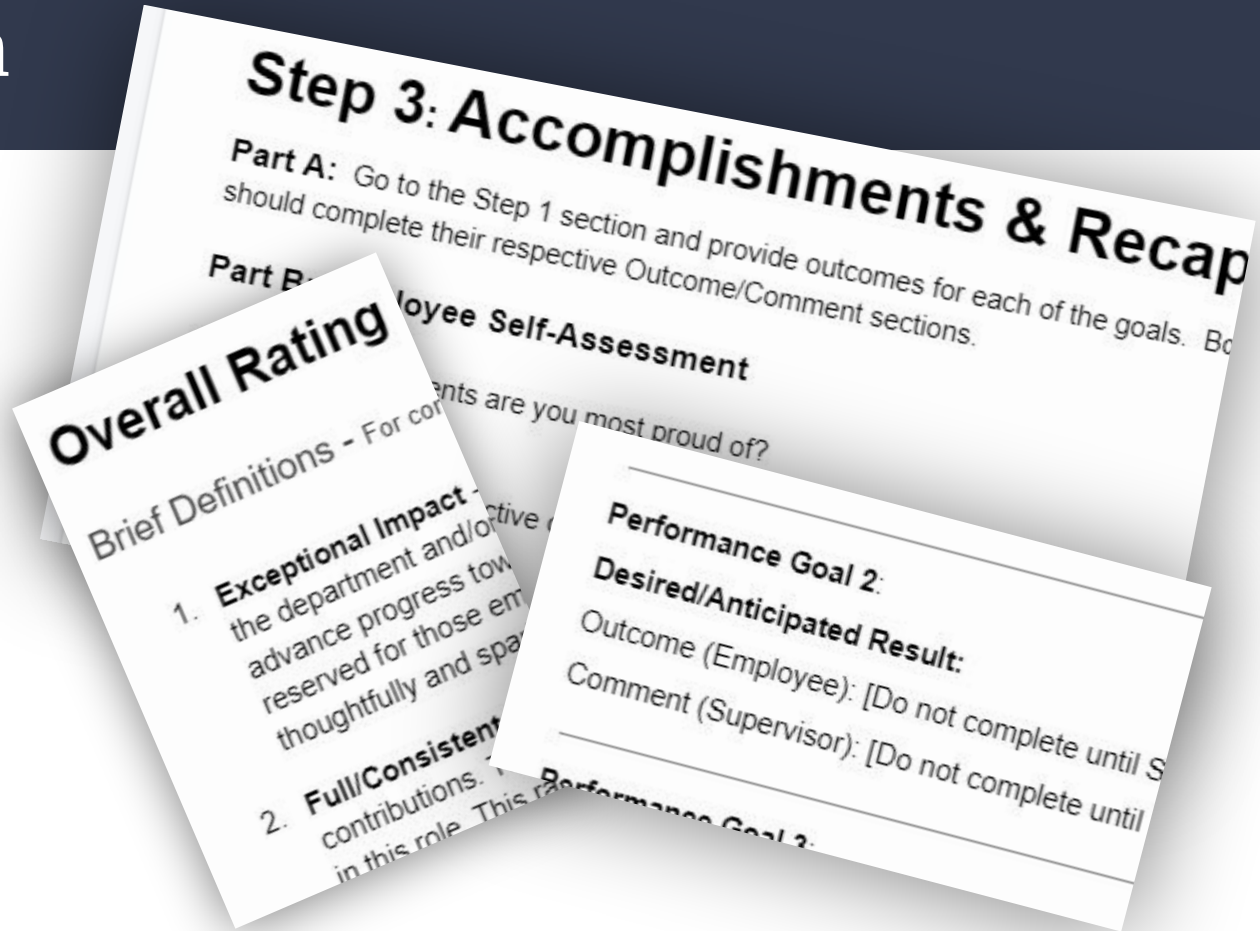 Step 3: Accomplishments & Recap
Part A: Go to the Step 1 section and provide outcomes for each of the goals.
should complete their respective Outcome/Comment sections.
Part B: Employee Self-Assessment
are you most proud of?
Overall Rating
Brief Definitions - For
Exceptional Impact -
1. the department and/or
advance progress
reserved for those
thoughtfully and
2. Full/Consistent
contributions.
in this role. This
Performance Goal 2:
Desired/Anticipated Result:
Outcome (Employee): [Do not complete until S
Comment (Supervisor): [Do not complete until
Performance Goal 3: